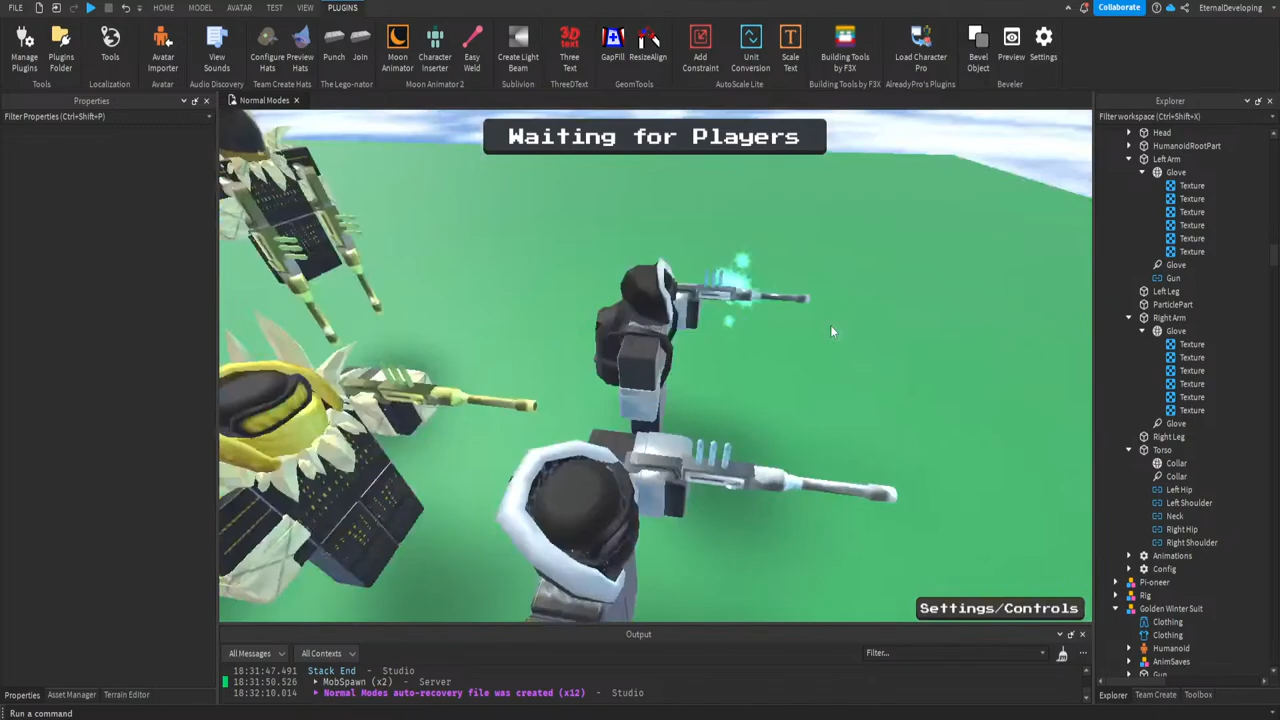 FILE
HOME
MODEL
AVATAR
TEST
VIEW
PLUGINS
Collaborate
EternalDeveloping
Manage Plugins
Plugins Folder
Tools
Avatar Importer
View Sounds
Configure Hats
Preview Hats
Punch
Join
Moon Animator
Character Inserter
Easy Weld
Create Light Beam
3D TEXT
Three Text
GapFill
ResizeAlign
Add Constraint
Unit Conversion
Scale Text
Building Tools by F3X
Load Character Pro
Bevel Object
Preview
Settings
Tools
Localization
Avatar
Audio Discovery
Team Create Hats
The Lego-nator
Moon Animator 2
Sublivion
ThreeDText
GeomTools
AutoScale Lite
Building Tools by F3X
AlreadyPro's Plugins
Beveler
Properties
Filter Properties (Ctrl+Shift+P)
Normal Modes
Waiting for Players
Settings/Controls
Explorer
Filter workspace (Ctrl+Shift+X)
Head
HumanoidRootPart
Left Arm
Glove
Texture
Texture
Texture
Texture
Texture
Texture
Glove
Gun
Left Leg
ParticlePart
Right Arm
Glove
Texture
Texture
Texture
Texture
Texture
Texture
Glove
Right Leg
Torso
Collar
Collar
Left Hip
Left Shoulder
Neck
Right Hip
Right Shoulder
Animations
Config
Pi-oneer
Rig
Golden Winter Suit
Clothing
Clothing
Humanoid
AnimSaves
Gun
Output
All Messages
All Contexts
Filter...
18:31:47.491 Stack End - Studio
18:31:50.526 MobSpawn (x2) - Server
18:32:10.014 Normal Modes auto-recovery file was created (x12) - Studio
Properties
Asset Manager
Terrain Editor
Explorer
Team Create
Toolbox
Run a command